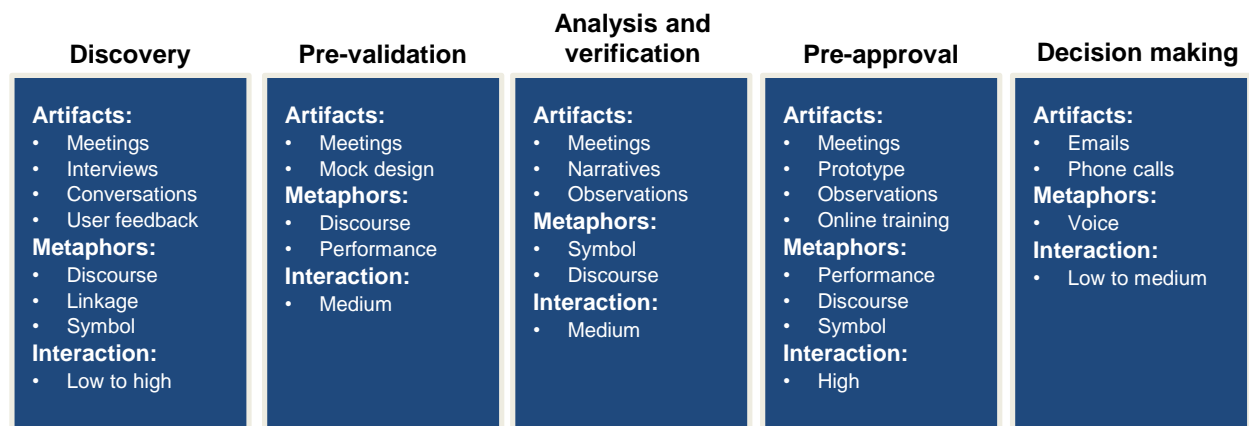 Discovery
Artifacts:
• Meetings
• Interviews
• Conversations
• User feedback
Metaphors:
• Discourse
• Linkage
• Symbol
Interaction:
• Low to high
Pre-validation
Artifacts:
• Meetings
• Mock design
Metaphors:
• Discourse
• Performance
Interaction:
• Medium
Analysis and
verification
Artifacts:
• Meetings
• Narratives
• Observations
Metaphors:
• Symbol
• Discourse
Interaction:
• Medium
Pre-approval
Artifacts:
• Meetings
• Prototype
• Observations
• Online training
Metaphors:
• Performance
• Discourse
• Symbol
Interaction:
• High
Decision making
Artifacts:
• Emails
• Phone calls
Metaphors:
• Voice
Interaction:
• Low to medium